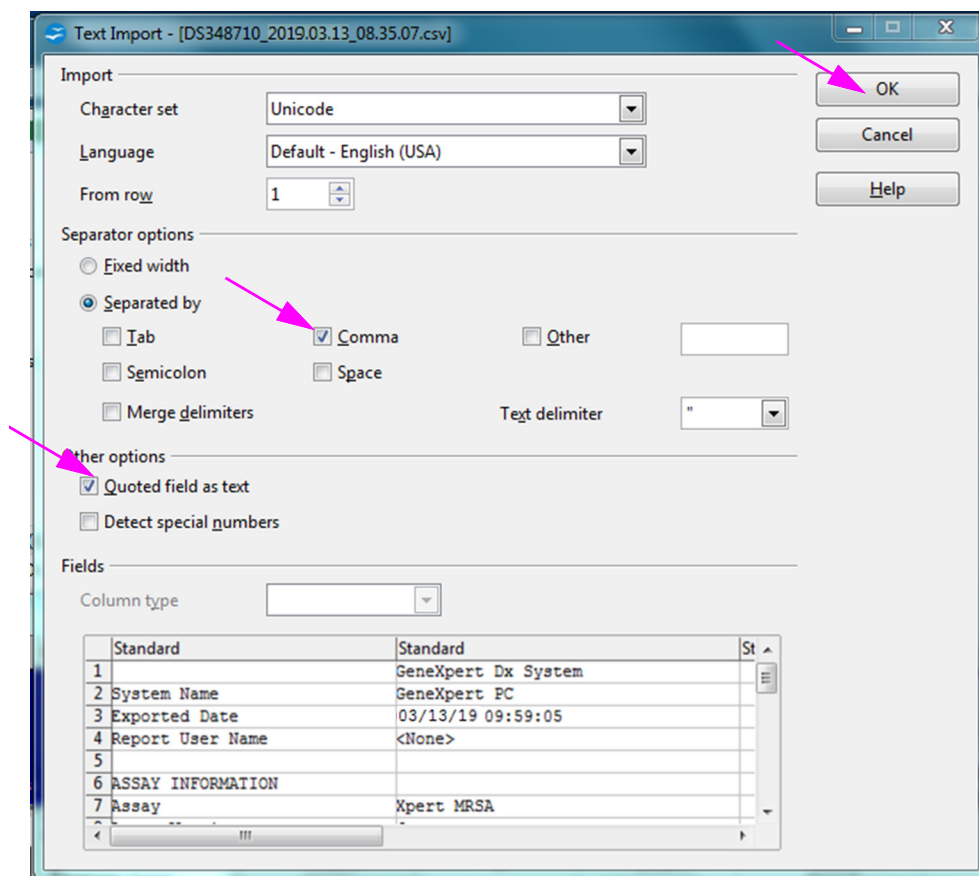 Text Import - [DS348710_2019.03.13_08.35.07.csv]
Import
OK
Character set Unicode
Cancel
Language Default - English (USA)
From row 1
Help
Separator options
Fixed width
Separated by
Tab Comma Other
Semicolon Space
Merge delimiters Text delimiter "
Other options
Quoted field as text
Detect special numbers
Fields
Column type
Standard Standard St
1 GeneXpert Dx System
2 System Name GeneXpert PC
3 Exported Date 03/13/19 09:59:05
4 Report User Name <None>
5
6 ASSAY INFORMATION
7 Assay Xpert MRSA